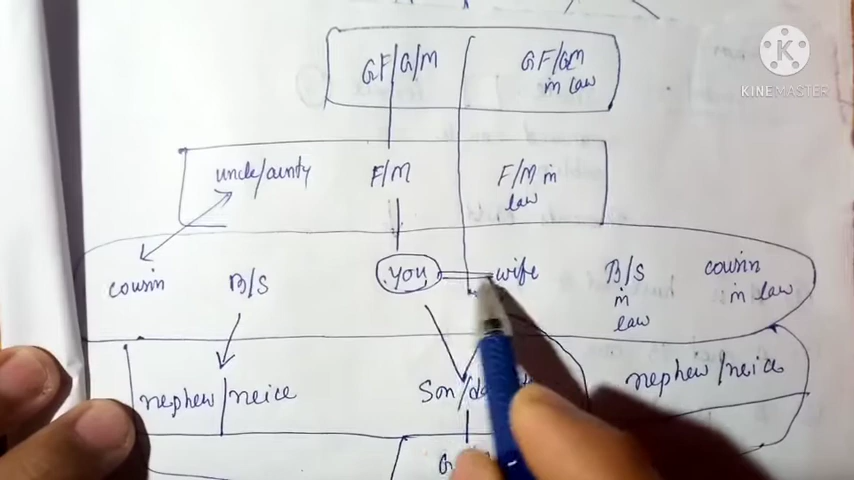 GF/GM GF/GM
in law
KINEMASTER
uncle/aunty F/M F/M in
law
cousin B/S you wife B/S cousin
in in law
law
nephew/neice Son/ nephew/neice